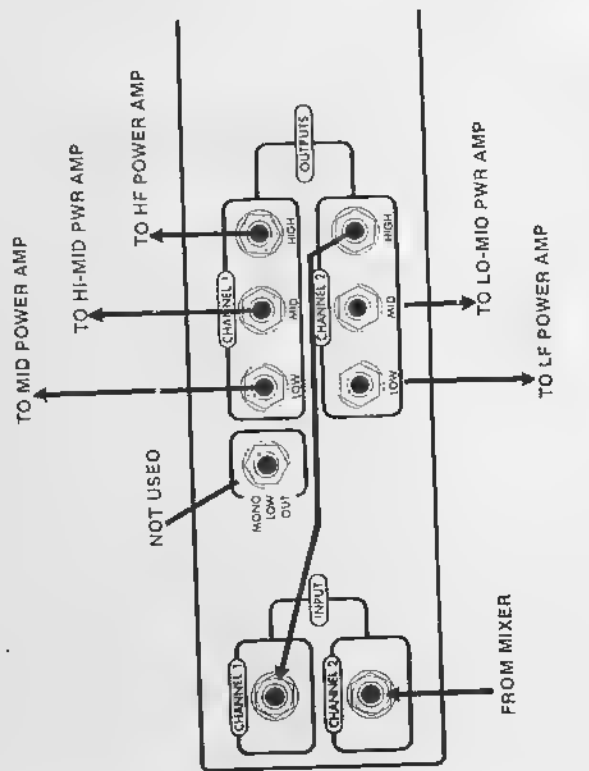 TO MID POWER AMP
TO HI-MID PWR AMP
TO HF POWER AMP
NOT USED
CHANNEL 1
LOW
MID
HIGH
OUTPUTS
MONO
LOW
OUT
CHANNEL 2
LOW
MID
HIGH
INPUT
CHANNEL 1
CHANNEL 2
FROM MIXER
TO LF POWER AMP
TO LO-MID PWR AMP